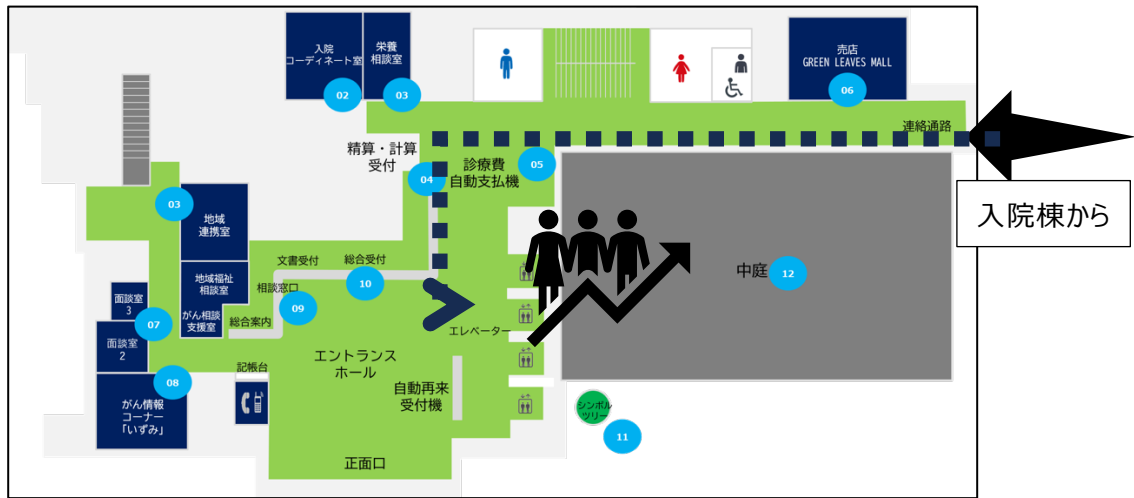 入院
コーディネート室
02
栄養
相談室
03
売店
GREEN LEAVES MALL
06
連絡通路
入院棟から
精算・計算
受付
04
診療費
自動支払機
05
03
地域
連携室
地域福祉
相談室
がん相談
支援室
文書受付
総合受付
10
相談窓口
09
総合案内
中庭
12
面談室
3
07
面談室
2
08
がん情報
コーナー
「いずみ」
記帳台
エントランス
ホール
エレベーター
自動再来
受付機
シンボル
ツリー
11
正面口